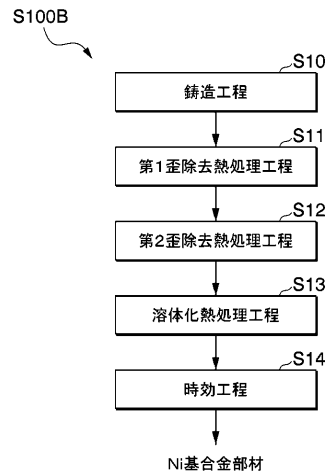 S100B
S10
鋳造工程
S11
第1歪除去熱処理工程
S12
第2歪除去熱処理工程
S13
溶体化熱処理工程
S14
時効工程
Ni基合金部材